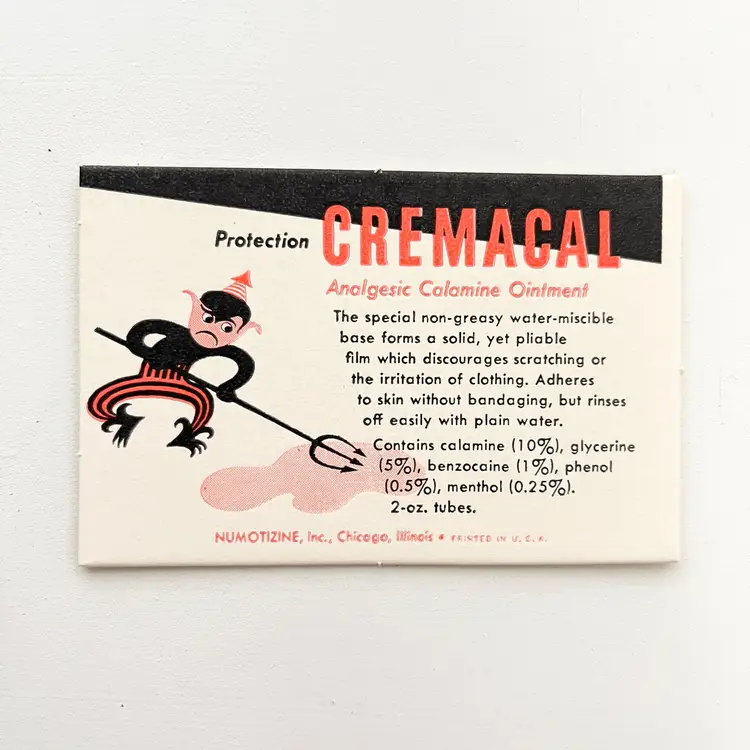 Protection CREMACAL
Analgesic Calamine Ointment
The special non-greasy water-miscible
base forms a solid, yet pliable
film which discourages scratching or
the irritation of clothing. Adheres
to skin without bandaging, but rinses
off easily with plain water.
Contains calamine (10%), glycerine
(5%), benzocaine (1%), phenol
(0.5%), menthol (0.25%).
2-oz. tubes.
NUMOTIZINE, Inc., Chicago, Illinois • PRINTED IN U. S. A.